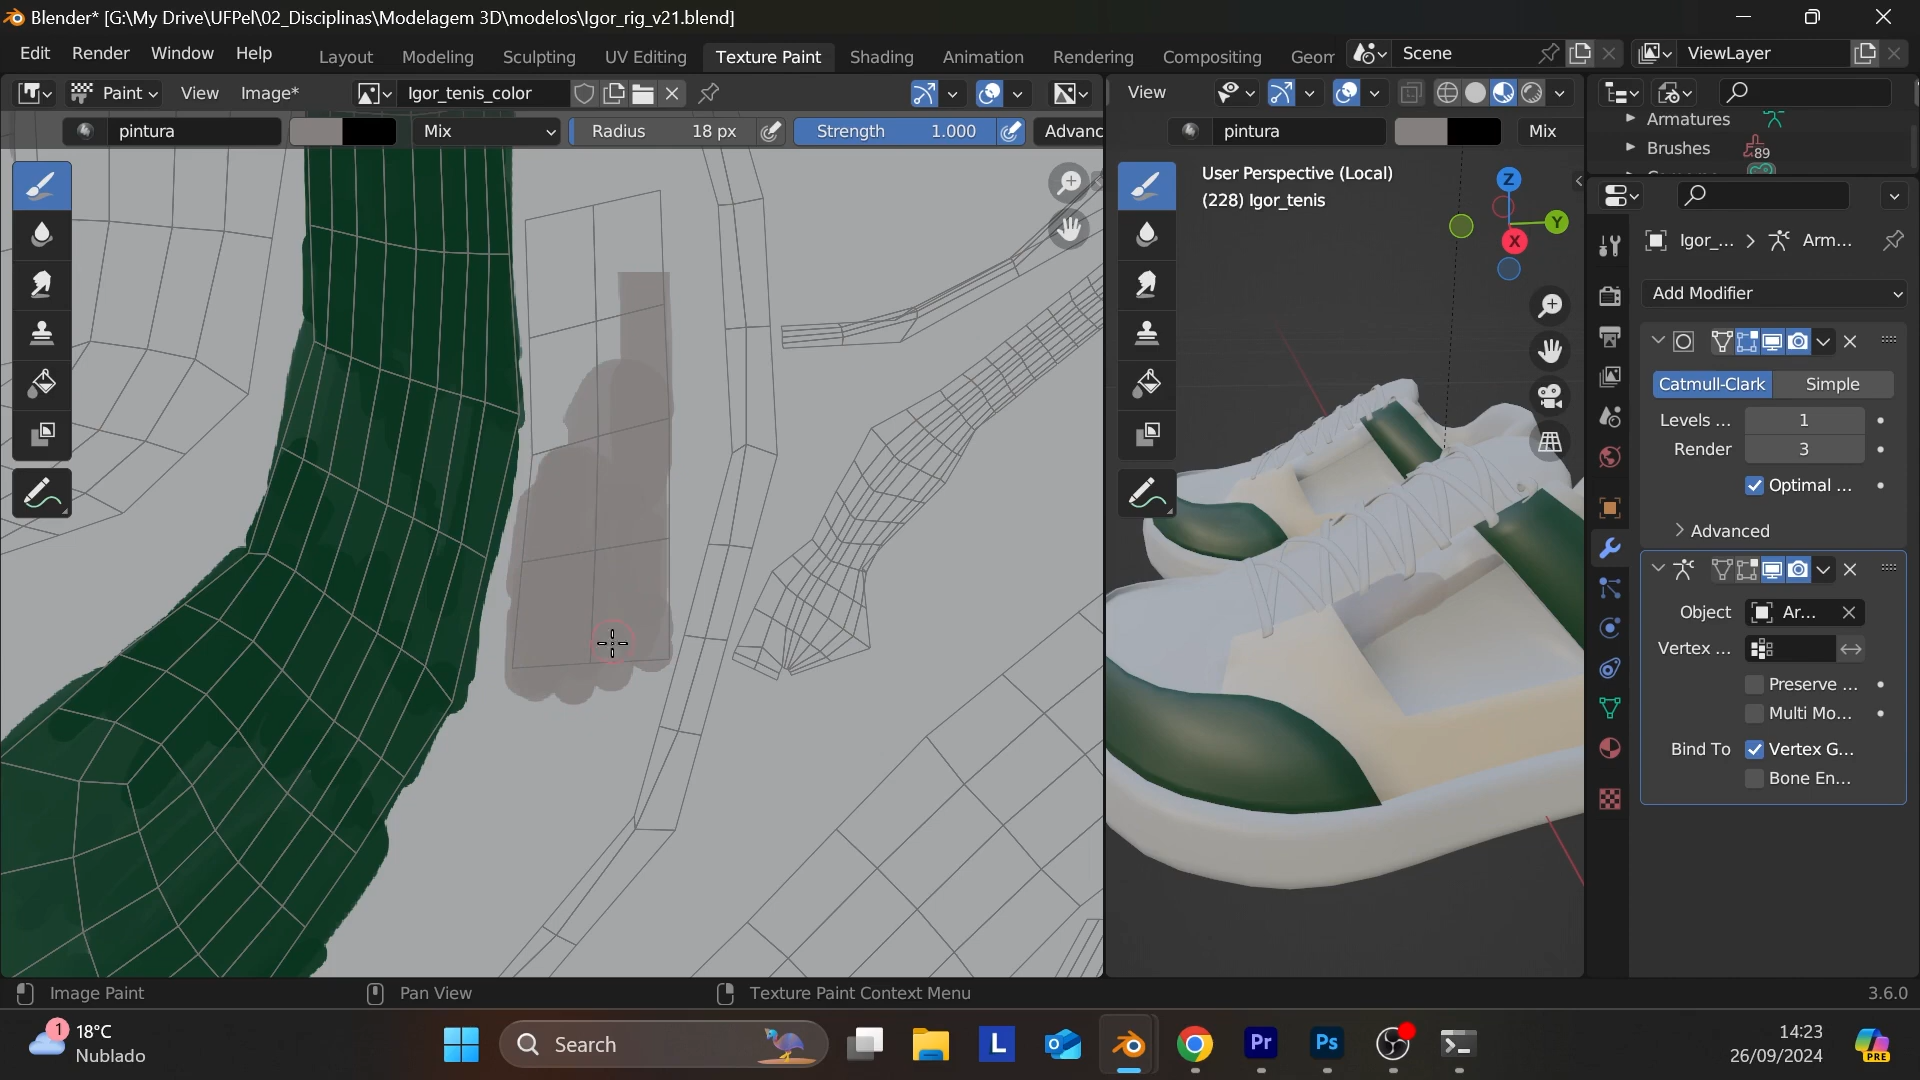 Blender* [G:\My Drive\UFPel\02_Disciplinas\Modelagem 3D\modelos\Igor_rig_v21.blend]
Edit Render Window Help Layout Modeling Sculpting UV Editing Texture Paint Shading Animation Rendering Compositing Geom Scene ViewLayer
Paint View Image* Igor_tenis_color View
pintura Mix Radius 18 px Strength 1.000 Advanc pintura Mix
Armatures
Brushes 89
User Perspective (Local)
(228) Igor_tenis
Z
Y
X
Igor_... Arm...
Add Modifier
Catmull-Clark Simple
Levels ... 1
Render 3
Optimal ...
Advanced
Object Ar...
Vertex ...
Preserve ...
Multi Mo...
Bind To Vertex G...
Bone En...
Image Paint Pan View Texture Paint Context Menu 3.6.0
1 18°C
Nublado
Search
L
Pr
Ps
14:23
26/09/2024
PRE